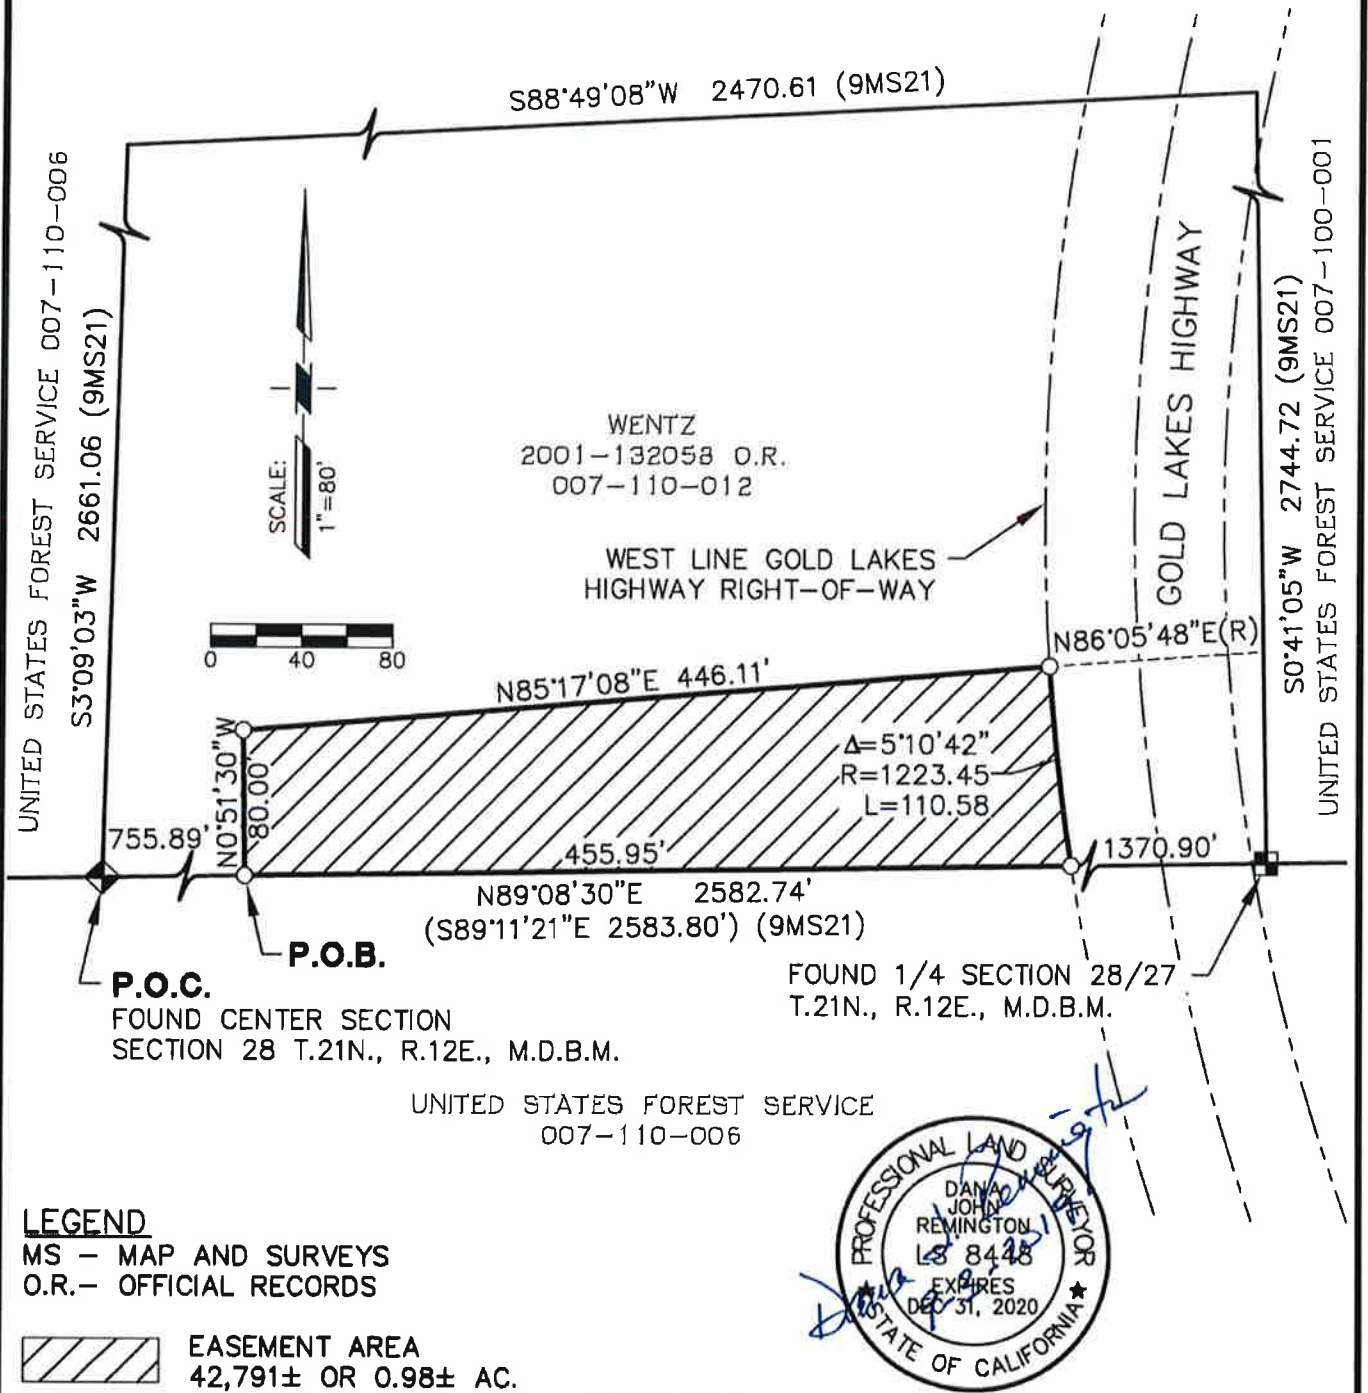 S88°49'08"W 2470.61 (9MS21)
UNITED STATES FOREST SERVICE 007-110-006
S3°09'03"W 2661.06 (9MS21)
SCALE:
1"=80'
WENTZ
2001-132058 O.R.
007-110-012
WEST LINE GOLD LAKES
HIGHWAY RIGHT-OF-WAY
GOLD LAKES HIGHWAY
S0°41'05"W 2744.72 (9MS21)
UNITED STATES FOREST SERVICE 007-100-001
0 40 80
N86°05'48"E(R)
N85°17'08"E 446.11'
N0°51'30"W
80.00'
Δ=5°10'42"
R=1223.45
L=110.58
755.89'
455.95'
1370.90'
N89°08'30"E 2582.74'
(S89°11'21"E 2583.80') (9MS21)
P.O.B.
P.O.C.
FOUND CENTER SECTION
SECTION 28 T.21N., R.12E., M.D.B.M.
FOUND 1/4 SECTION 28/27
T.21N., R.12E., M.D.B.M.
UNITED STATES FOREST SERVICE
007-110-006
PROFESSIONAL LAND SURVEYOR
DANA
JOHN
REMINGTON
LS 8448
EXPIRES
DEC 31, 2020
STATE OF CALIFORNIA
LEGEND
MS - MAP AND SURVEYS
O.R.- OFFICIAL RECORDS
EASEMENT AREA
42,791± OR 0.98± AC.